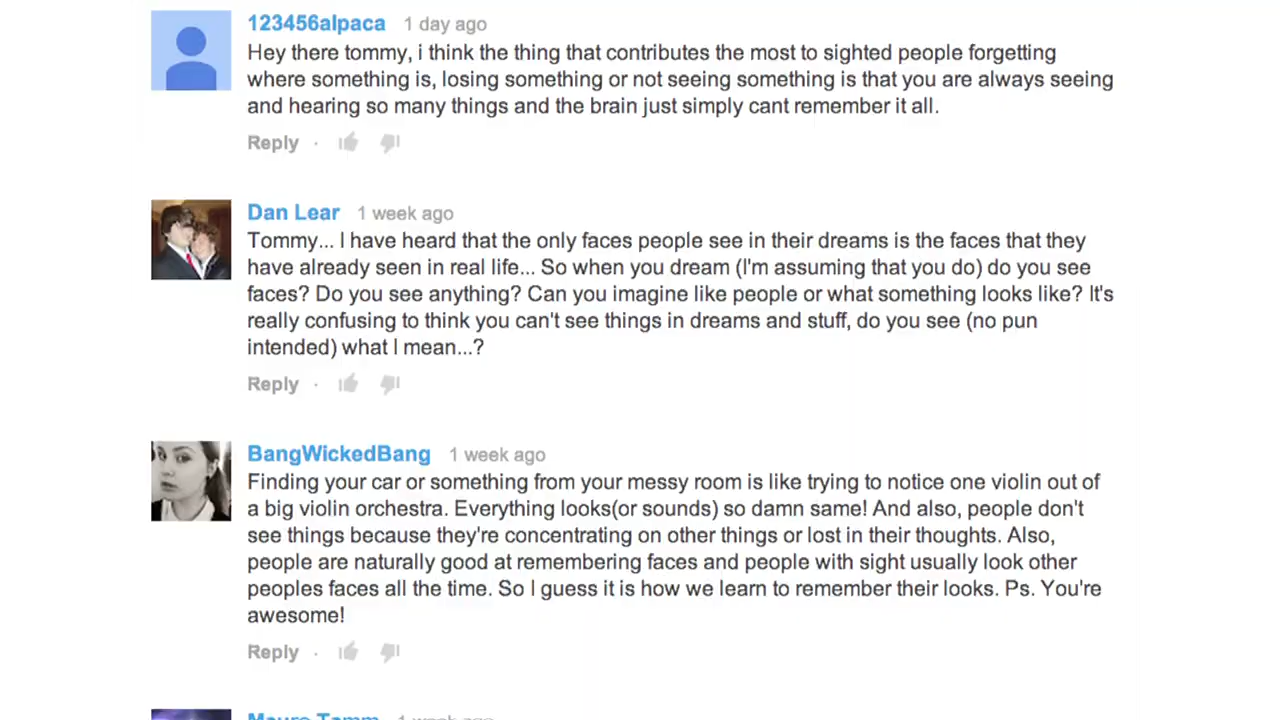 123456alpaca 1 day ago
Hey there tommy, i think the thing that contributes the most to sighted people forgetting
where something is, losing something or not seeing something is that you are always seeing
and hearing so many things and the brain just simply cant remember it all.
Reply ·
Dan Lear 1 week ago
Tommy... I have heard that the only faces people see in their dreams is the faces that they
have already seen in real life... So when you dream (I'm assuming that you do) do you see
faces? Do you see anything? Can you imagine like people or what something looks like? It's
really confusing to think you can't see things in dreams and stuff, do you see (no pun
intended) what I mean...?
Reply ·
BangWickedBang 1 week ago
Finding your car or something from your messy room is like trying to notice one violin out of
a big violin orchestra. Everything looks(or sounds) so damn same! And also, people don't
see things because they're concentrating on other things or lost in their thoughts. Also,
people are naturally good at remembering faces and people with sight usually look other
peoples faces all the time. So I guess it is how we learn to remember their looks. Ps. You're
awesome!
Reply ·
1 week ago